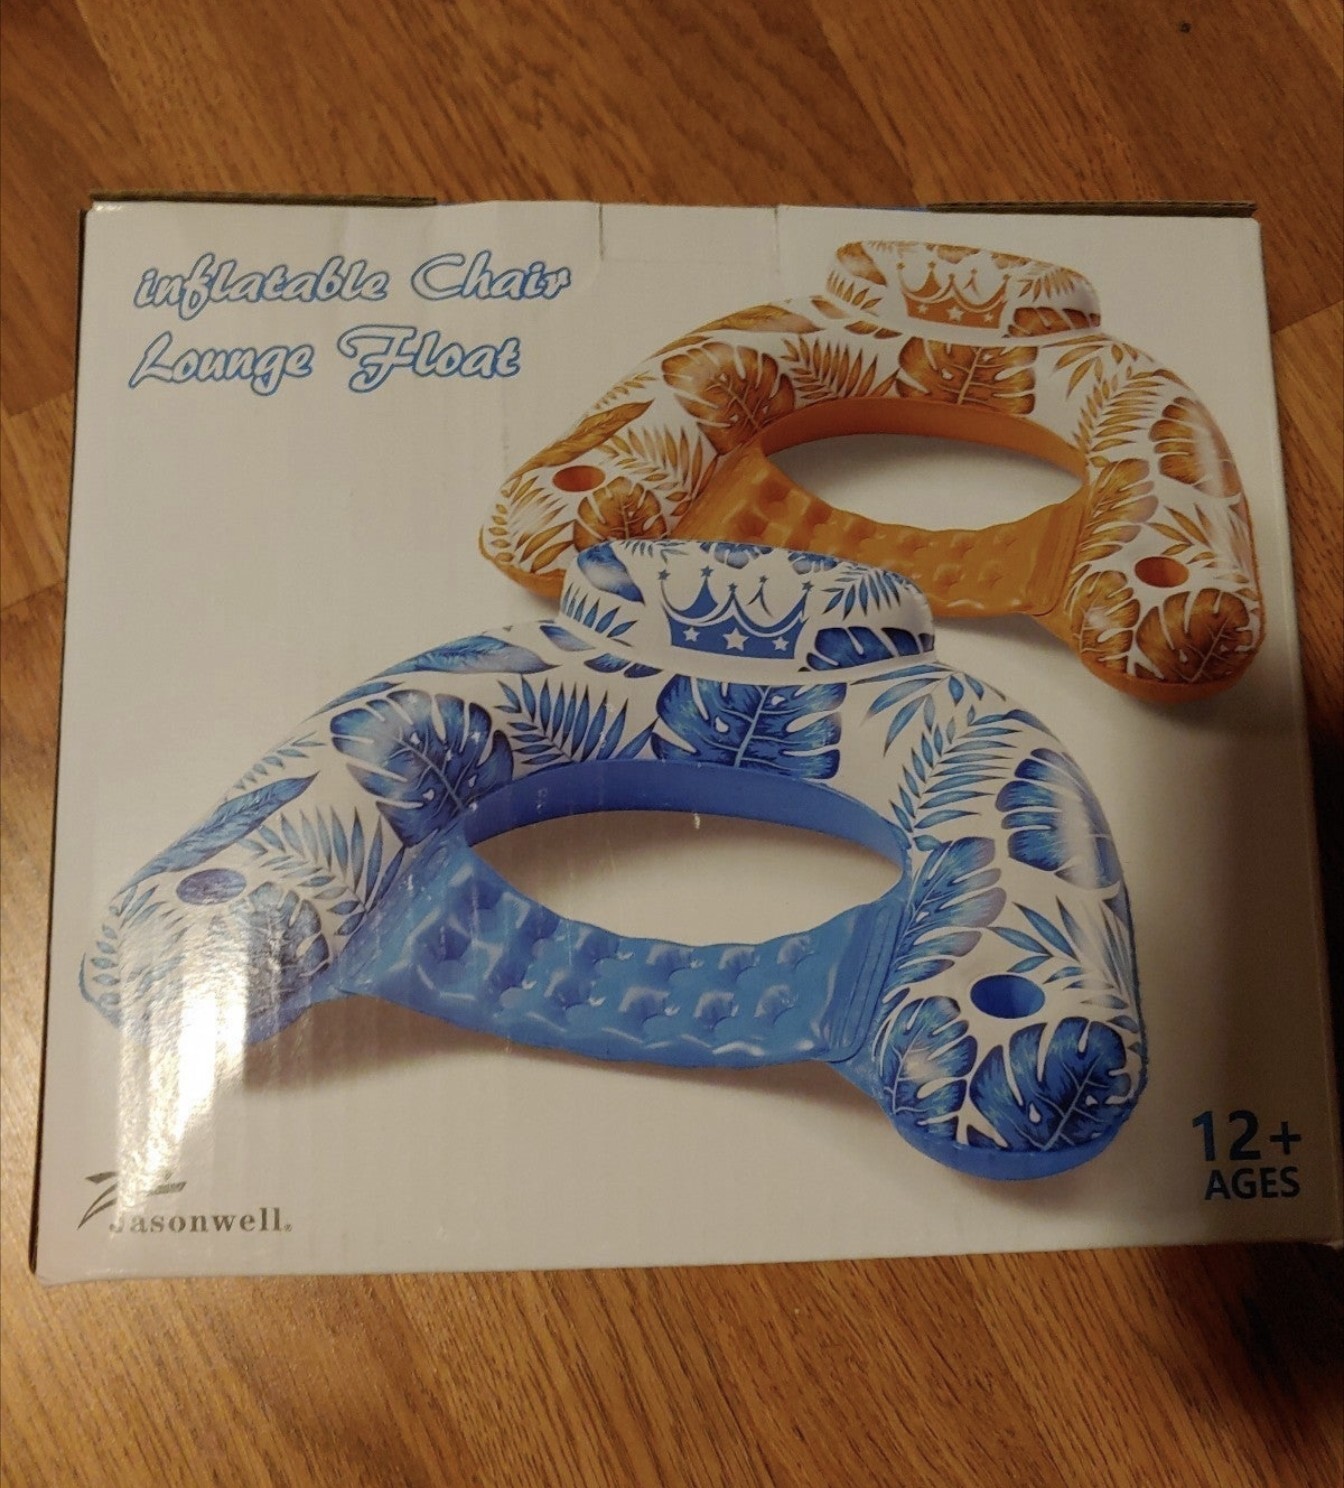 inflatable Chair
Lounge Float
Jasonwell®
12+
AGES